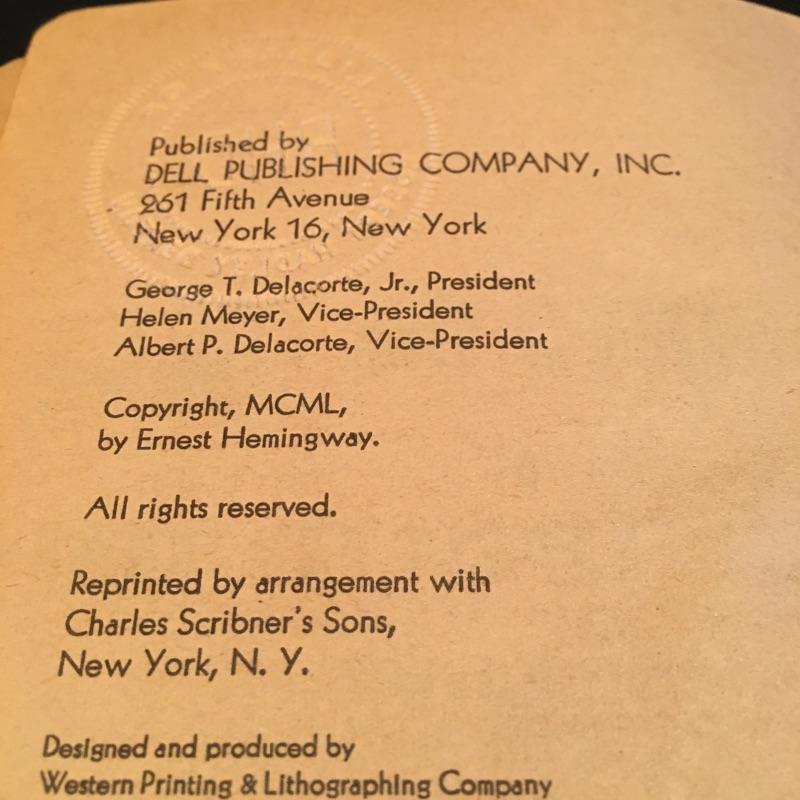 Published by
DELL PUBLISHING COMPANY, INC.
261 Fifth Avenue
New York 16, New York
George T. Delacorte, Jr., President
Helen Meyer, Vice-President
Albert P. Delacorte, Vice-President
Copyright, MCML,
by Ernest Hemingway.
All rights reserved.
Reprinted by arrangement with
Charles Scribner's Sons,
New York, N. Y.
Designed and produced by
Western Printing & Lithographing Company